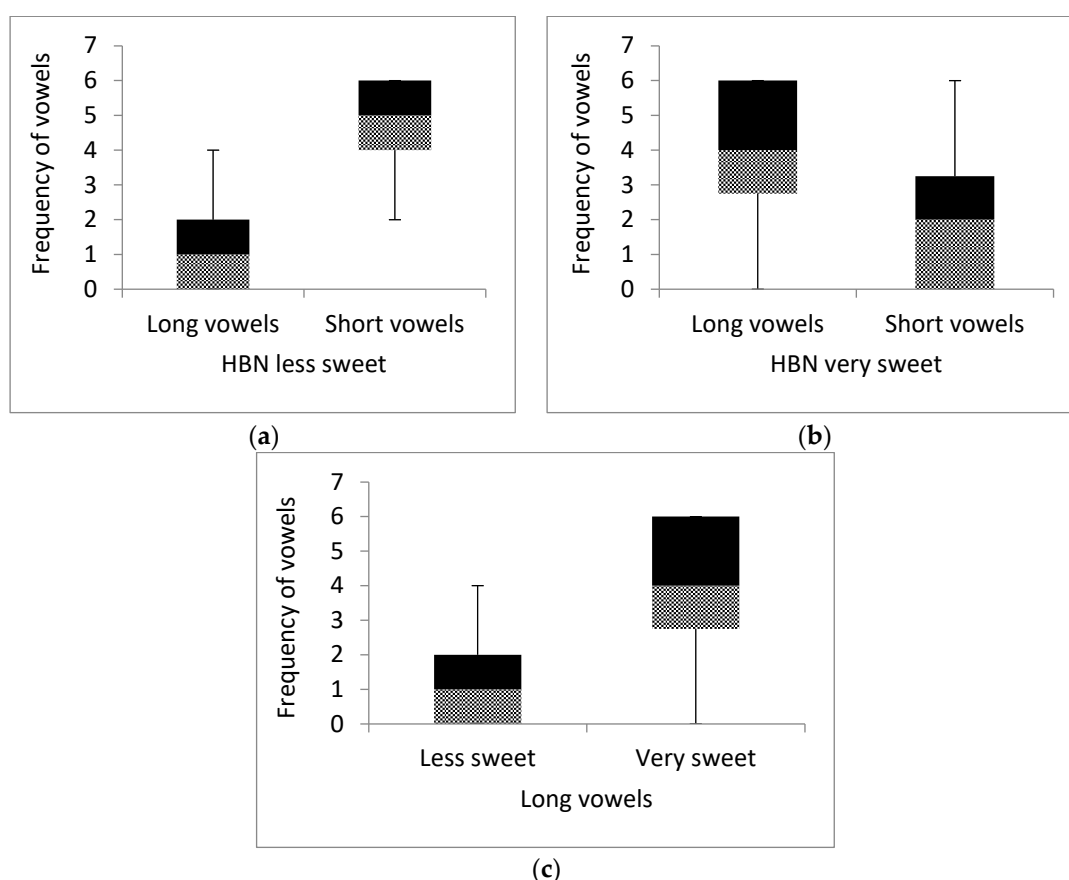 Frequency of vowels
7
6
5
4
3
2
1
0
Long vowels Short vowels
HBN less sweet
(a)
Frequency of vowels
7
6
5
4
3
2
1
0
Long vowels Short vowels
HBN very sweet
(b)
Frequency of vowels
7
6
5
4
3
2
1
0
Less sweet Very sweet
Long vowels
(c)